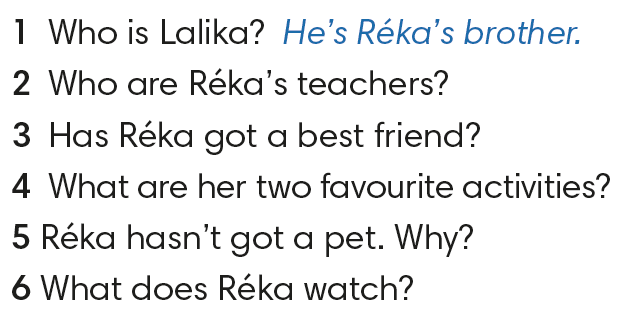 1 Who is Lalika? He's Réka's brother.
2 Who are Réka's teachers?
3 Has Réka got a best friend?
4 What are her two favourite activities?
5 Réka hasn't got a pet. Why?
6 What does Réka watch?